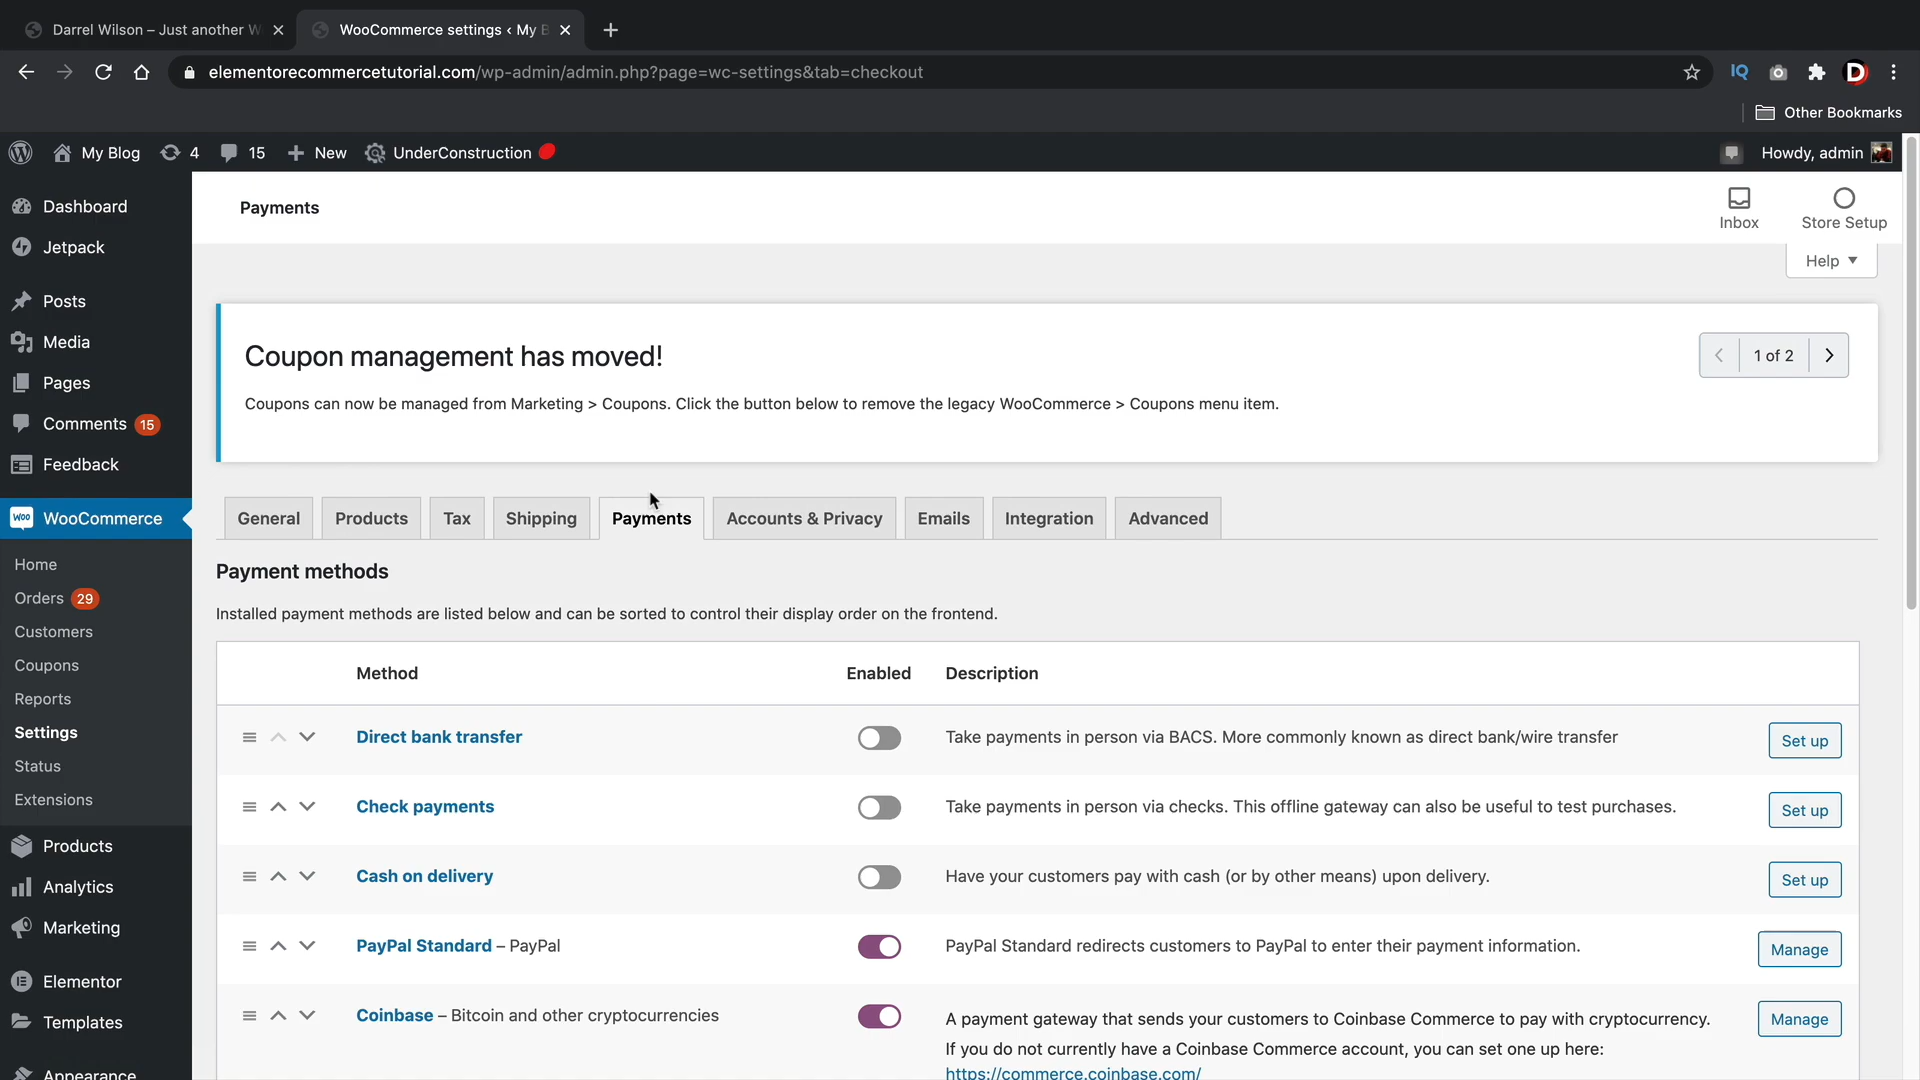 Darrel Wilson – Just another W
WooCommerce settings ‹ My B
elementorecommercetutorial.com/wp-admin/admin.php?page=wc-settings&tab=checkout
IQ
D
Other Bookmarks
My Blog
4
15
New
UnderConstruction
Howdy, admin
Dashboard
Jetpack
Posts
Media
Pages
Comments 15
Feedback
Woo WooCommerce
Home
Orders 29
Customers
Coupons
Reports
Settings
Status
Extensions
Products
Analytics
Marketing
Elementor
Templates
Appearance
Payments
Inbox
Store Setup
Help
Coupon management has moved!
1 of 2
Coupons can now be managed from Marketing > Coupons. Click the button below to remove the legacy WooCommerce > Coupons menu item.
General Products Tax Shipping Payments Accounts & Privacy Emails Integration Advanced
Payment methods
Installed payment methods are listed below and can be sorted to control their display order on the frontend.
Method Enabled Description
Direct bank transfer Take payments in person via BACS. More commonly known as direct bank/wire transfer Set up
Check payments Take payments in person via checks. This offline gateway can also be useful to test purchases. Set up
Cash on delivery Have your customers pay with cash (or by other means) upon delivery. Set up
PayPal Standard – PayPal PayPal Standard redirects customers to PayPal to enter their payment information. Manage
Coinbase – Bitcoin and other cryptocurrencies A payment gateway that sends your customers to Coinbase Commerce to pay with cryptocurrency. Manage
If you do not currently have a Coinbase Commerce account, you can set one up here:
https://commerce.coinbase.com/